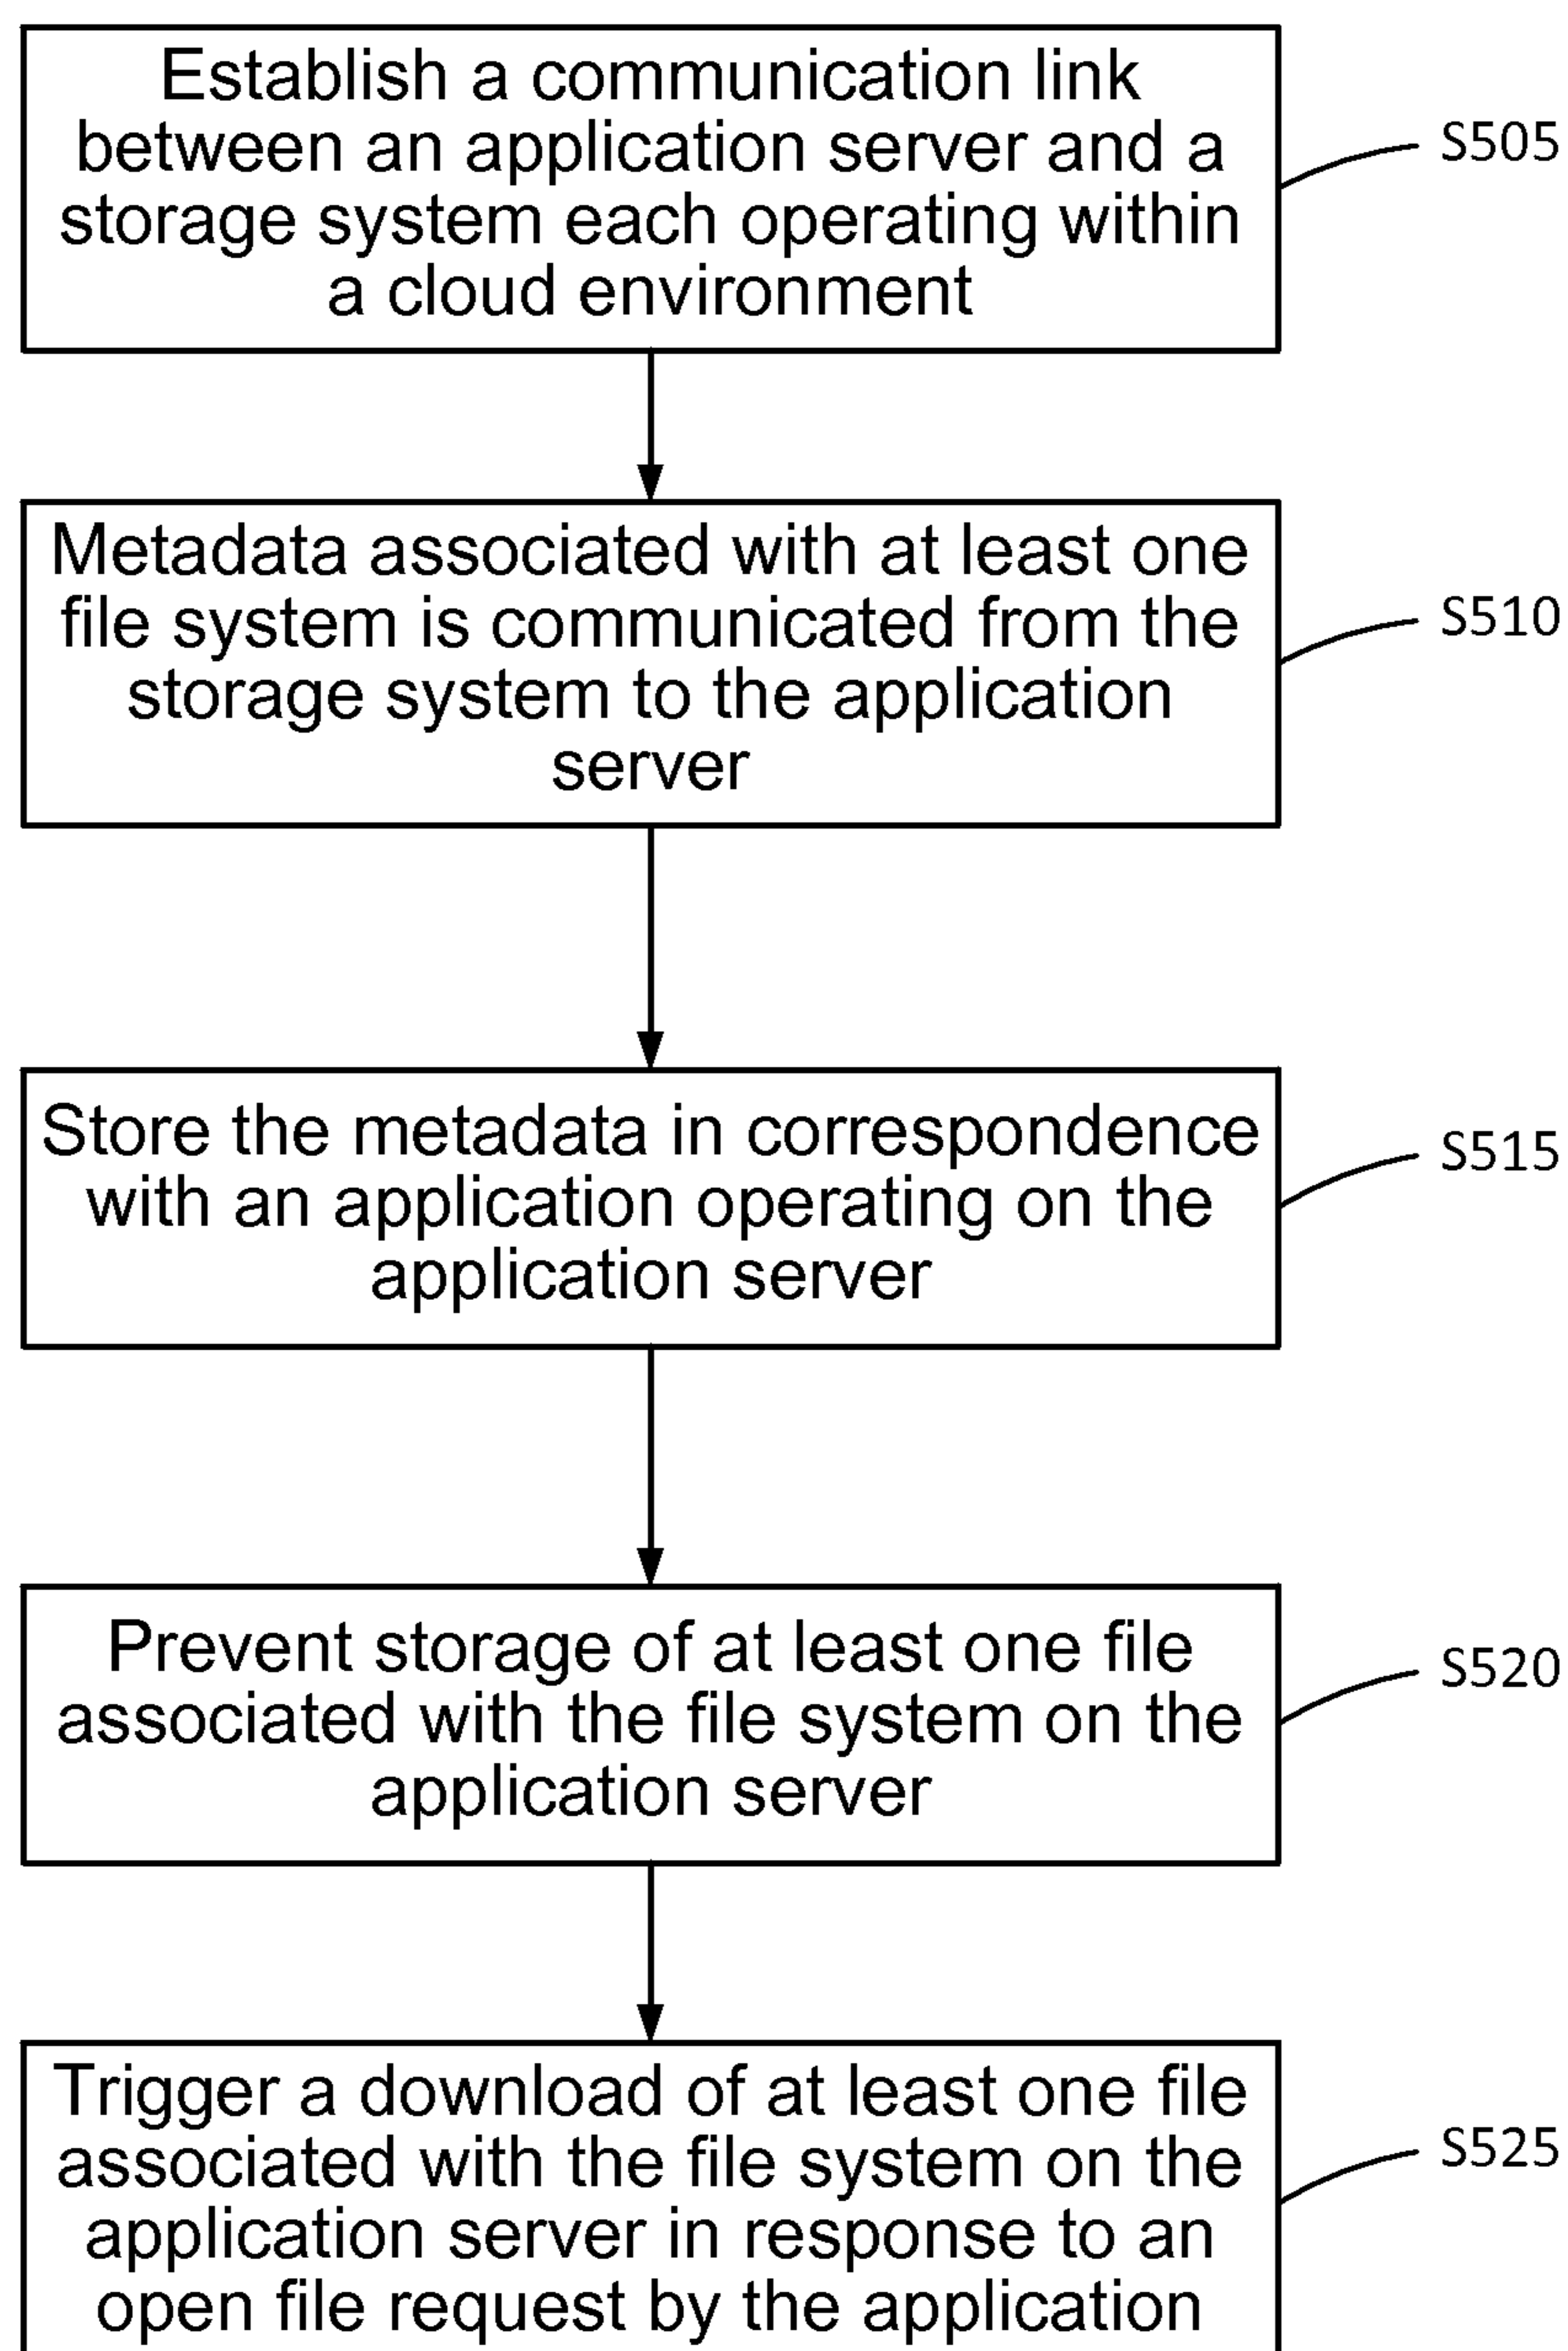 Establish a communication link
between an application server and a
storage system each operating within
a cloud environment
S505
Metadata associated with at least one
file system is communicated from the
storage system to the application
server
S510
Store the metadata in correspondence
with an application operating on the
application server
S515
Prevent storage of at least one file
associated with the file system on the
application server
S520
Trigger a download of at least one file
associated with the file system on the
application server in response to an
open file request by the application
S525